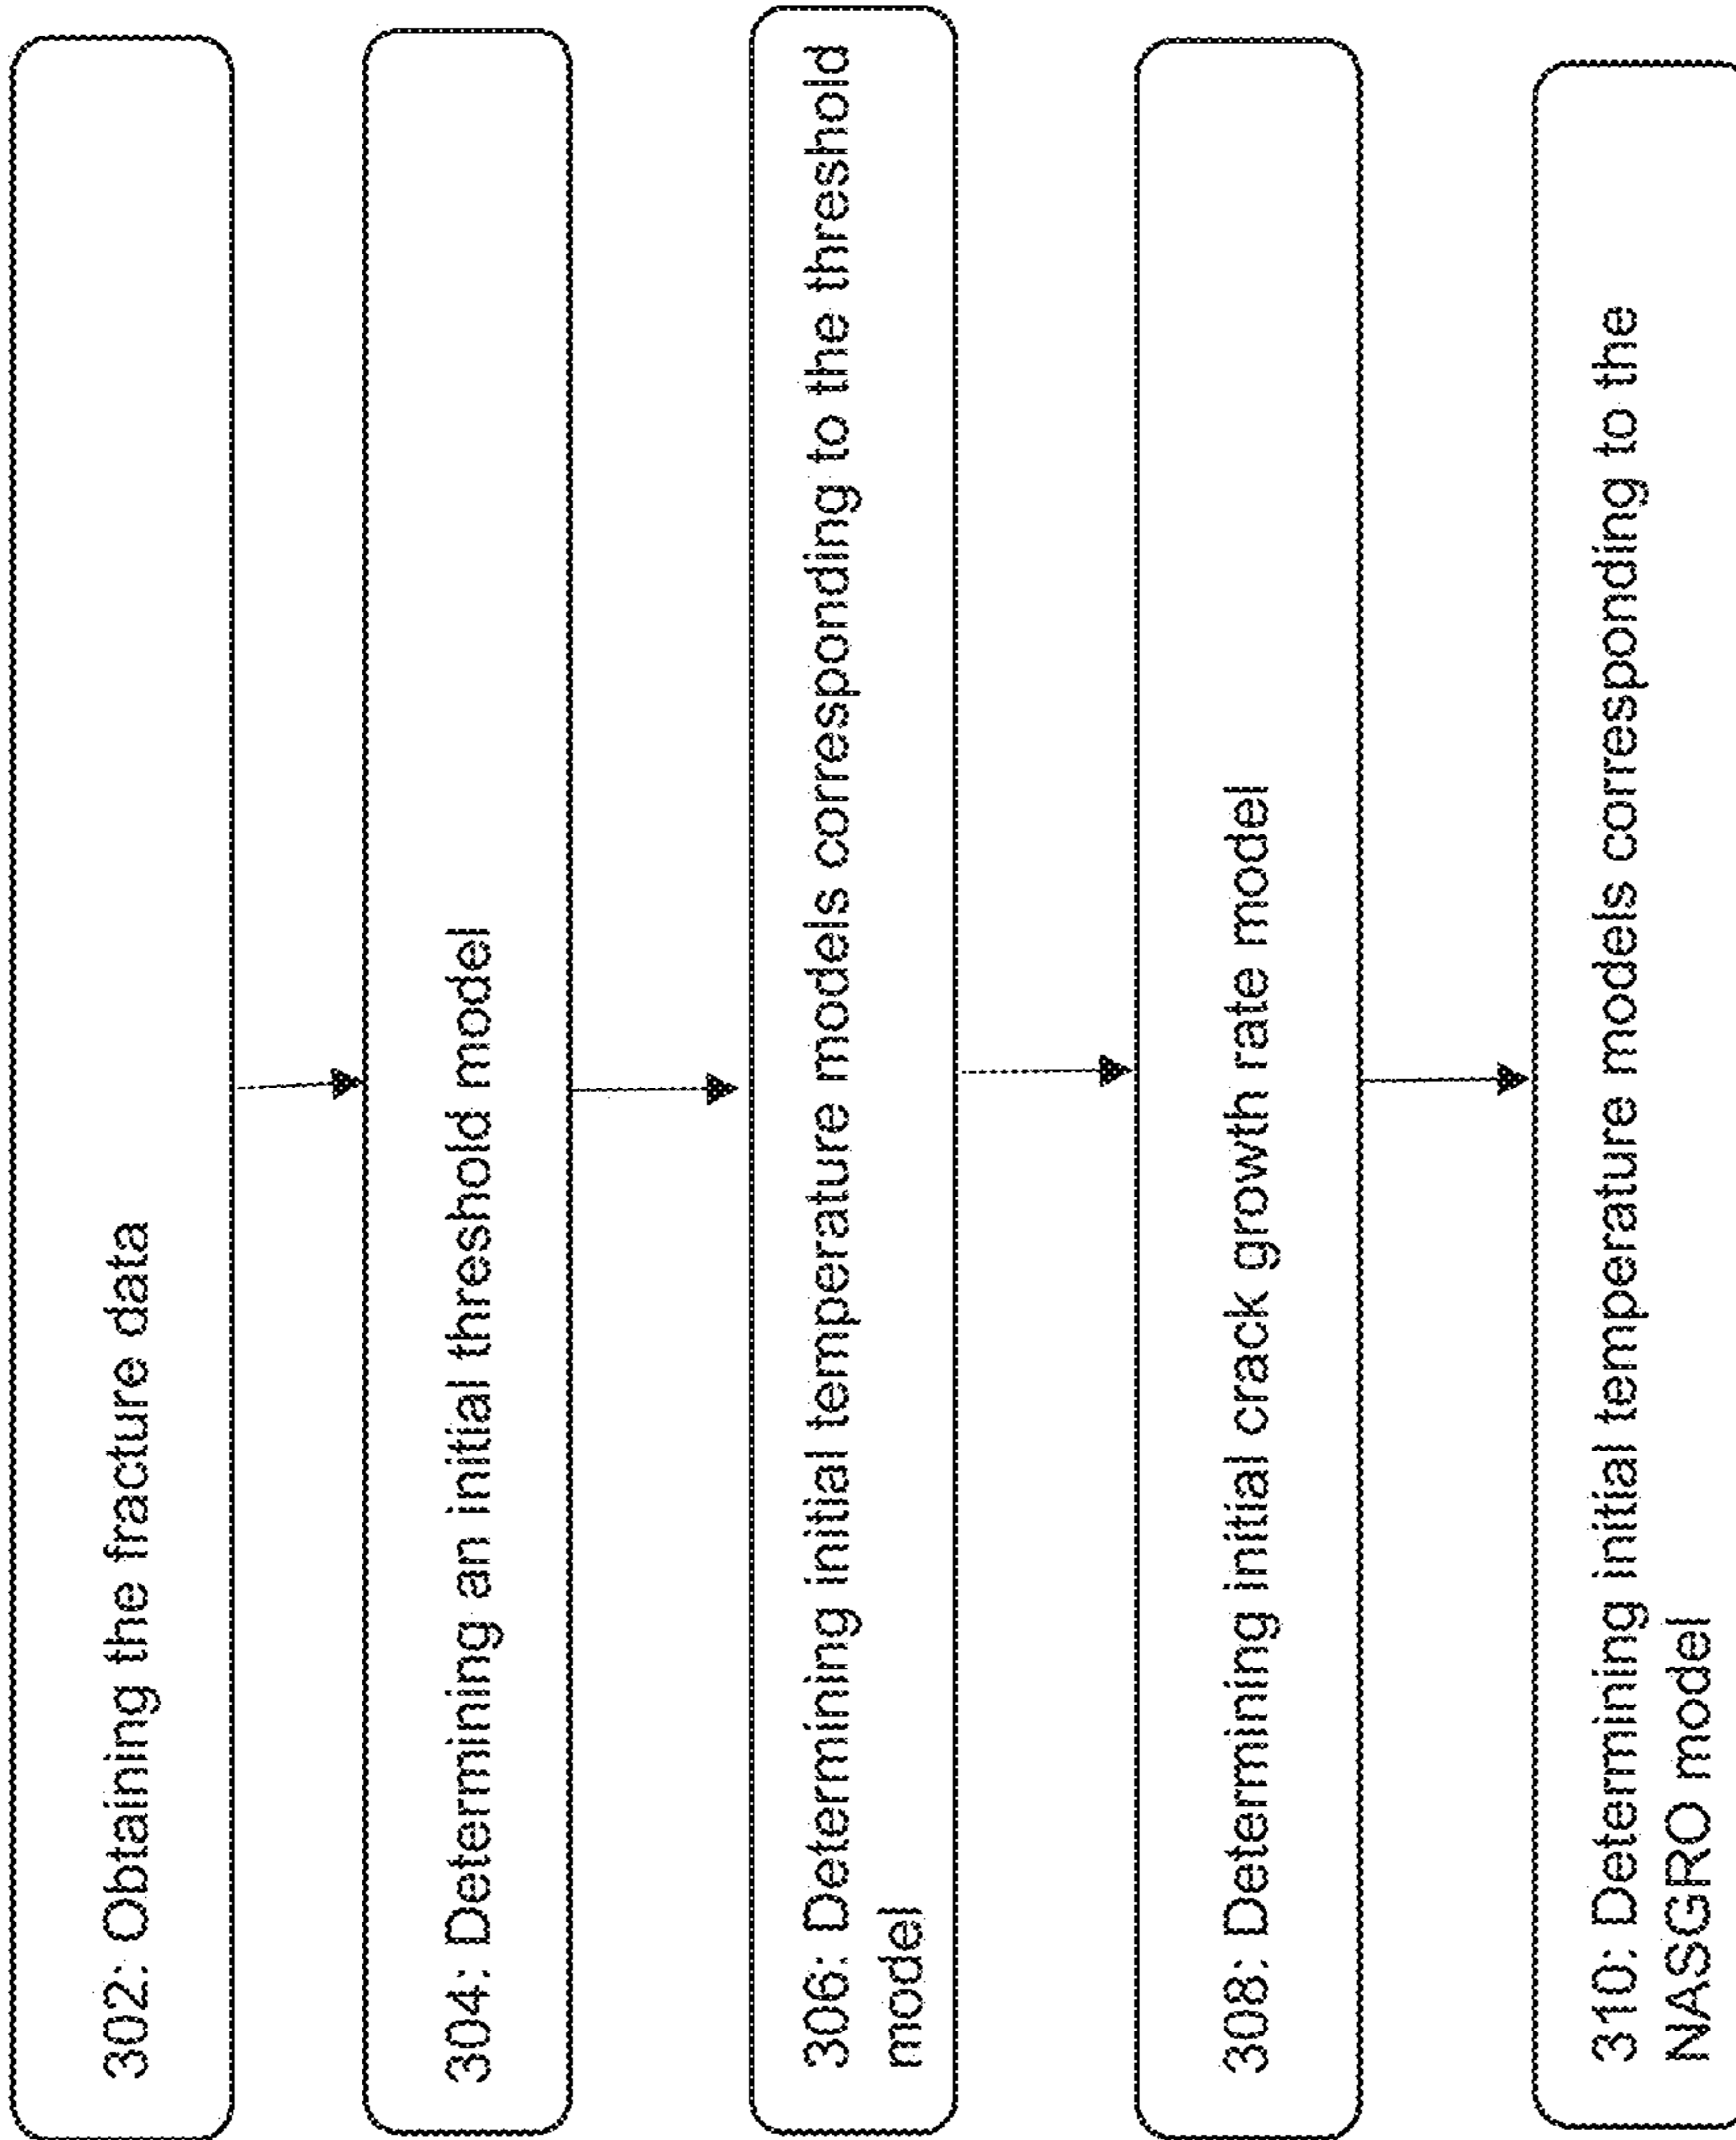 302: Obtaining the fracture data
304: Determining an initial threshold model
306: Determining initial temperature models corresponding to the threshold
model
308: Determining initial crack growth rate model
310: Determining initial temperature models corresponding to the
NASGRO model